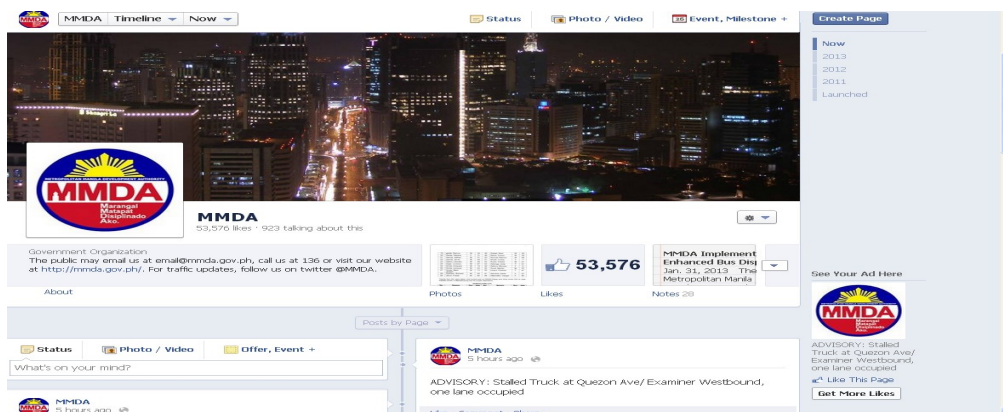 MMDA Timeline Now
Status Photo / Video Event, Milestone +
Create Page
Now
2013
2012
2011
Launched
METROPOLITAN MANILA DEVELOPMENT AUTHORITY
MMDA
Marangal
Matapat
Disiplinado
Ako.
MMDA
53,576 likes · 923 talking about this
Government Organization
The public may email us at email@mmda.gov.ph, call us at 136 or visit our website
at http://mmda.gov.ph/. For traffic updates, follow us on twitter @MMDA.
About
Photos
53,576
Likes
MMDA Implement
Enhanced Bus Disp
Jan. 31, 2013 The
Metropolitan Manila
Notes 28
See Your Ad Here
MMDA
Marangal
Matapat
Disiplinado
Ako.
ADVISORY: Stalled
Truck at Quezon Ave/
Examiner Westbound,
one lane occupied
Like This Page
Get More Likes
Posts by Page
Status Photo / Video Offer, Event +
What's on your mind?
MMDA
5 hours ago
MMDA
5 hours ago
ADVISORY: Stalled Truck at Quezon Ave/ Examiner Westbound,
one lane occupied